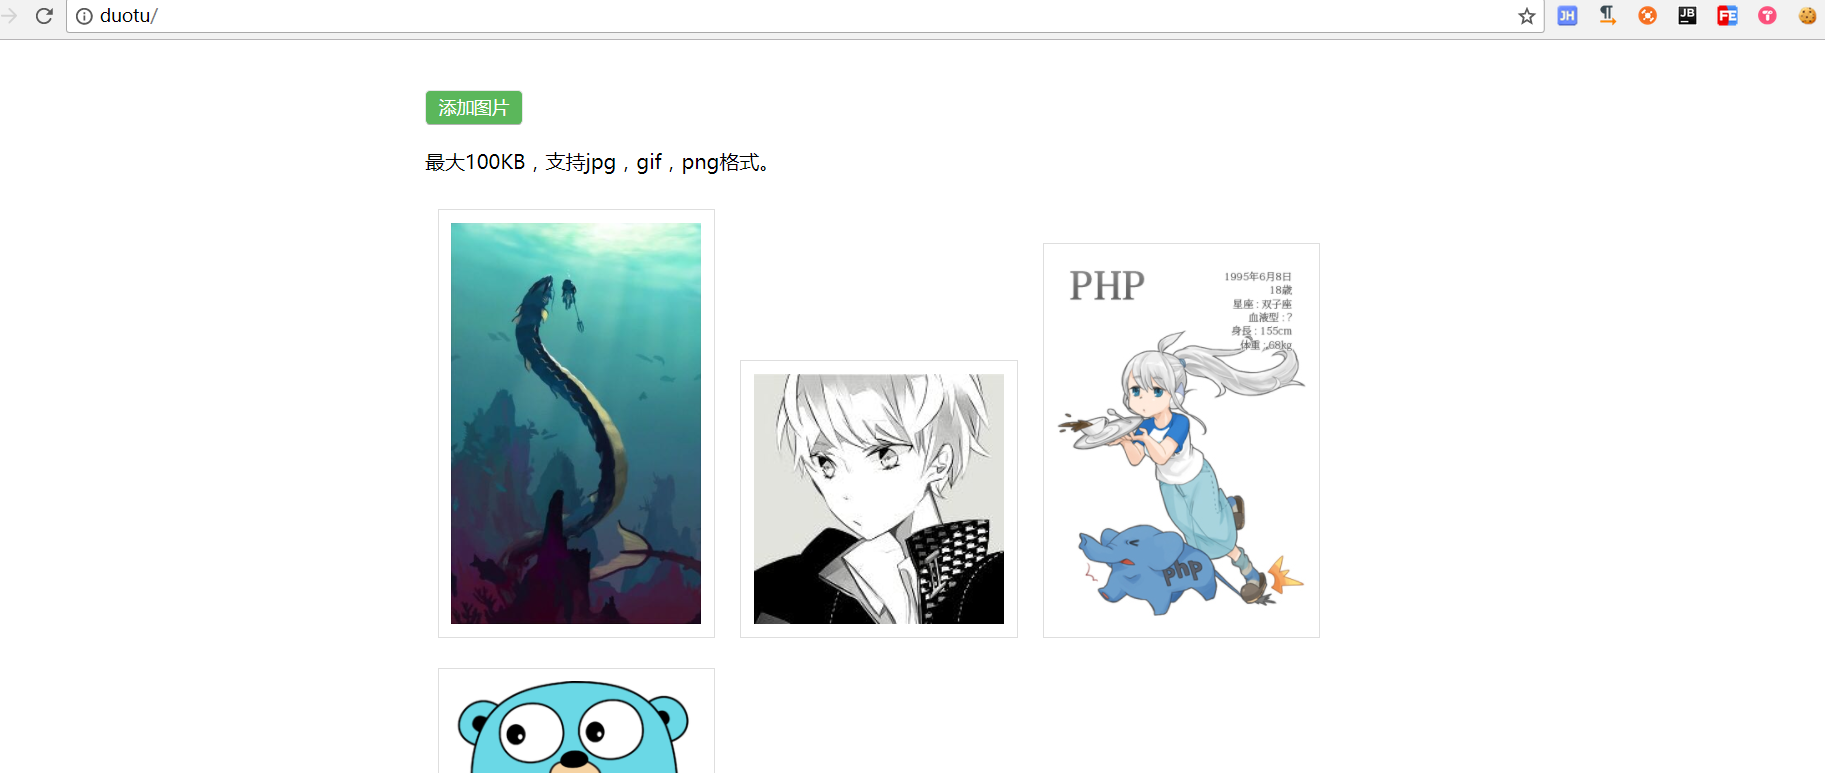 duotu/
JH
JB
FE
添加图片
最大100KB，支持jpg，gif，png格式。
PHP
1995年6月8日
18歳
星座 : 双子座
血液型 : ?
身長 : 155cm
体重 : 68kg
php